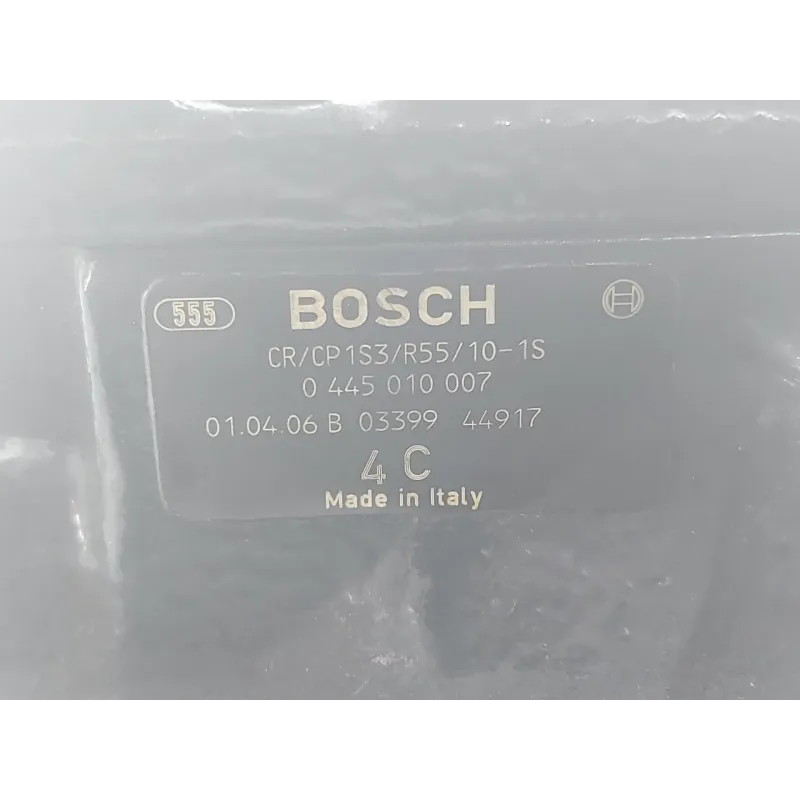 555 BOSCH
CR/CP1S3/R55/10-1S
0 445 010 007
01.04.06 B 03399 44917
4 C
Made in Italy